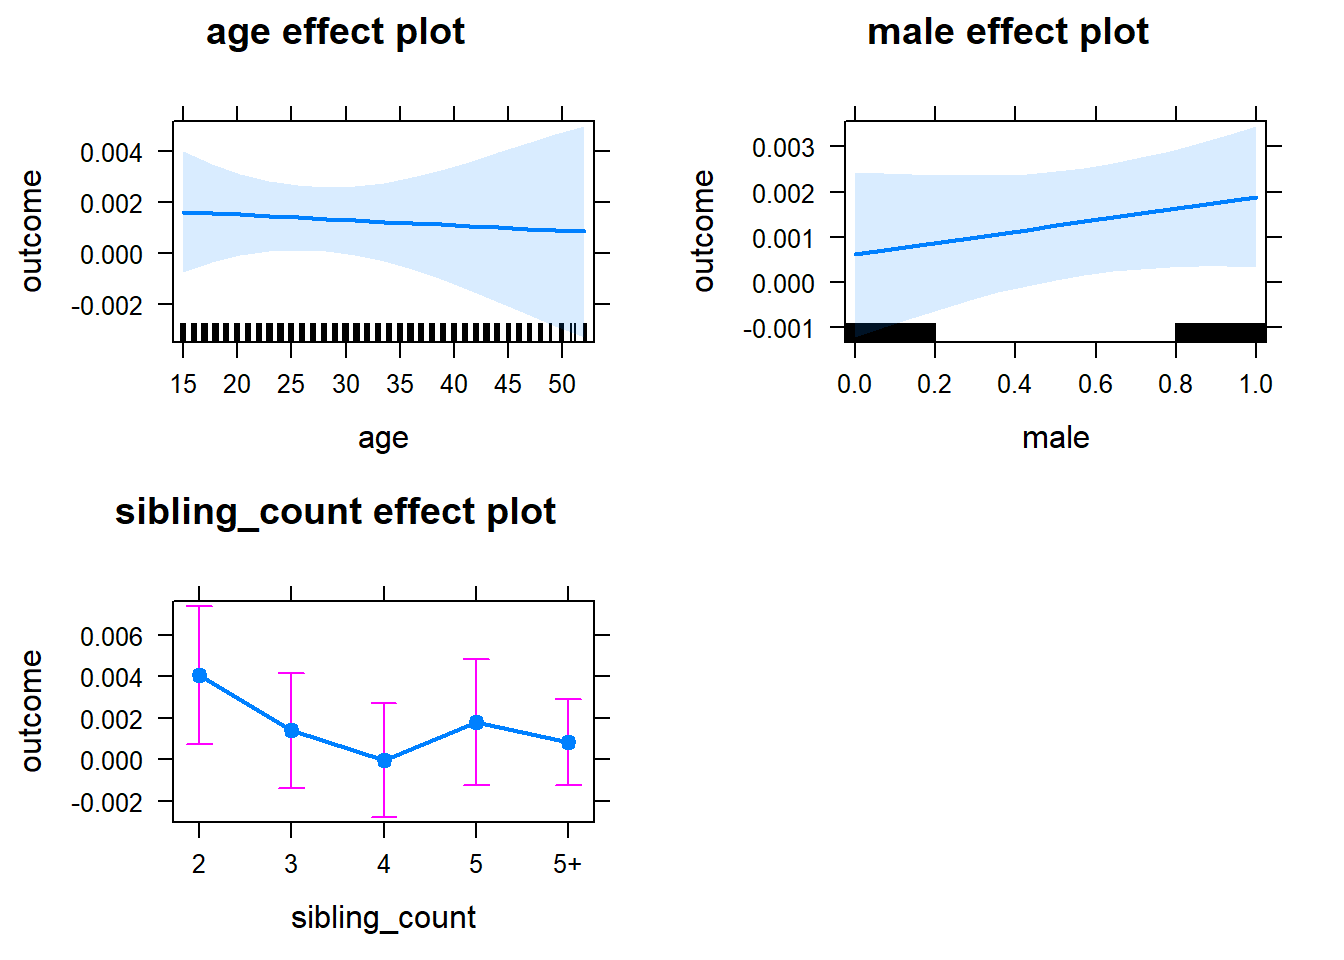 age effect plot
outcome
0.004
0.002
0.000
-0.002
15 20 25 30 35 40 45 50
age
male effect plot
outcome
0.003
0.002
0.001
0.000
-0.001
0.0 0.2 0.4 0.6 0.8 1.0
male
sibling_count effect plot
outcome
0.006
0.004
0.002
0.000
-0.002
2 3 4 5 5+
sibling_count